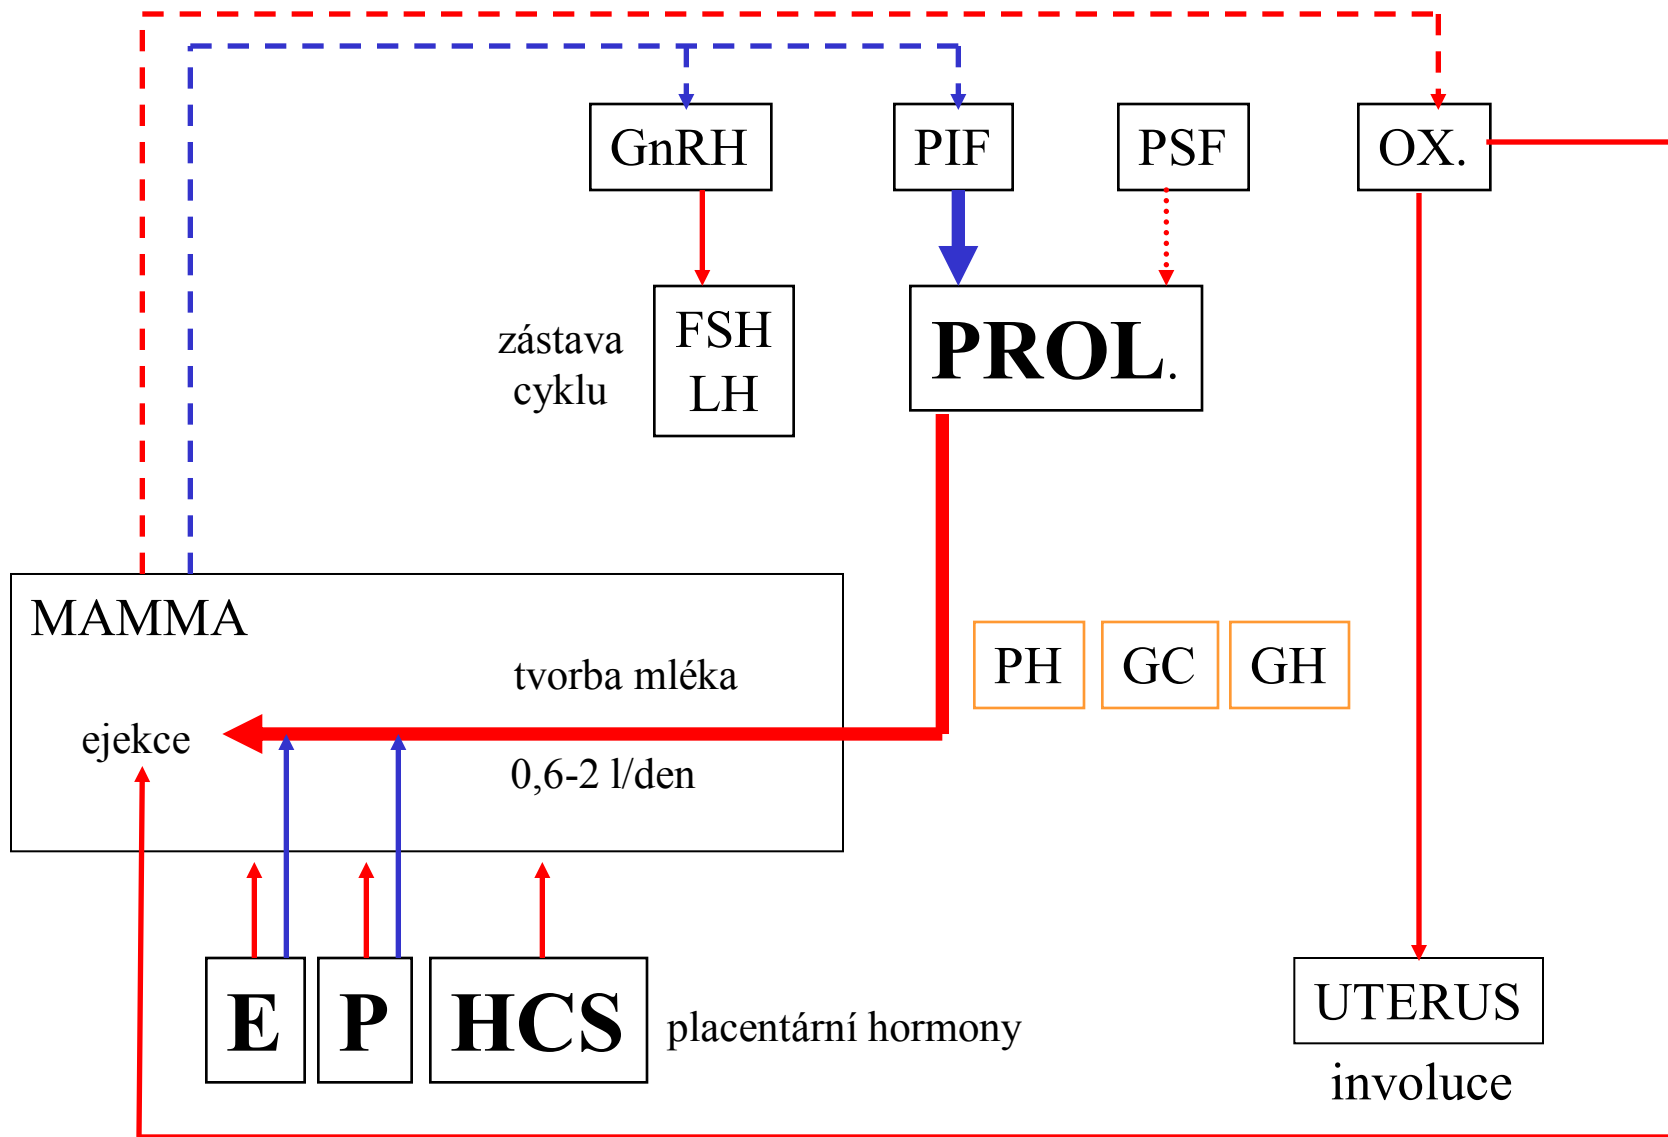 GnRH
PIF
PSF
OX.
zástava
cyklu
FSH
LH
PROL.
MAMMA
tvorba mléka
ejekce
0,6-2 l/den
PH
GC
GH
E
P
HCS
placentární hormony
UTERUS
involuce